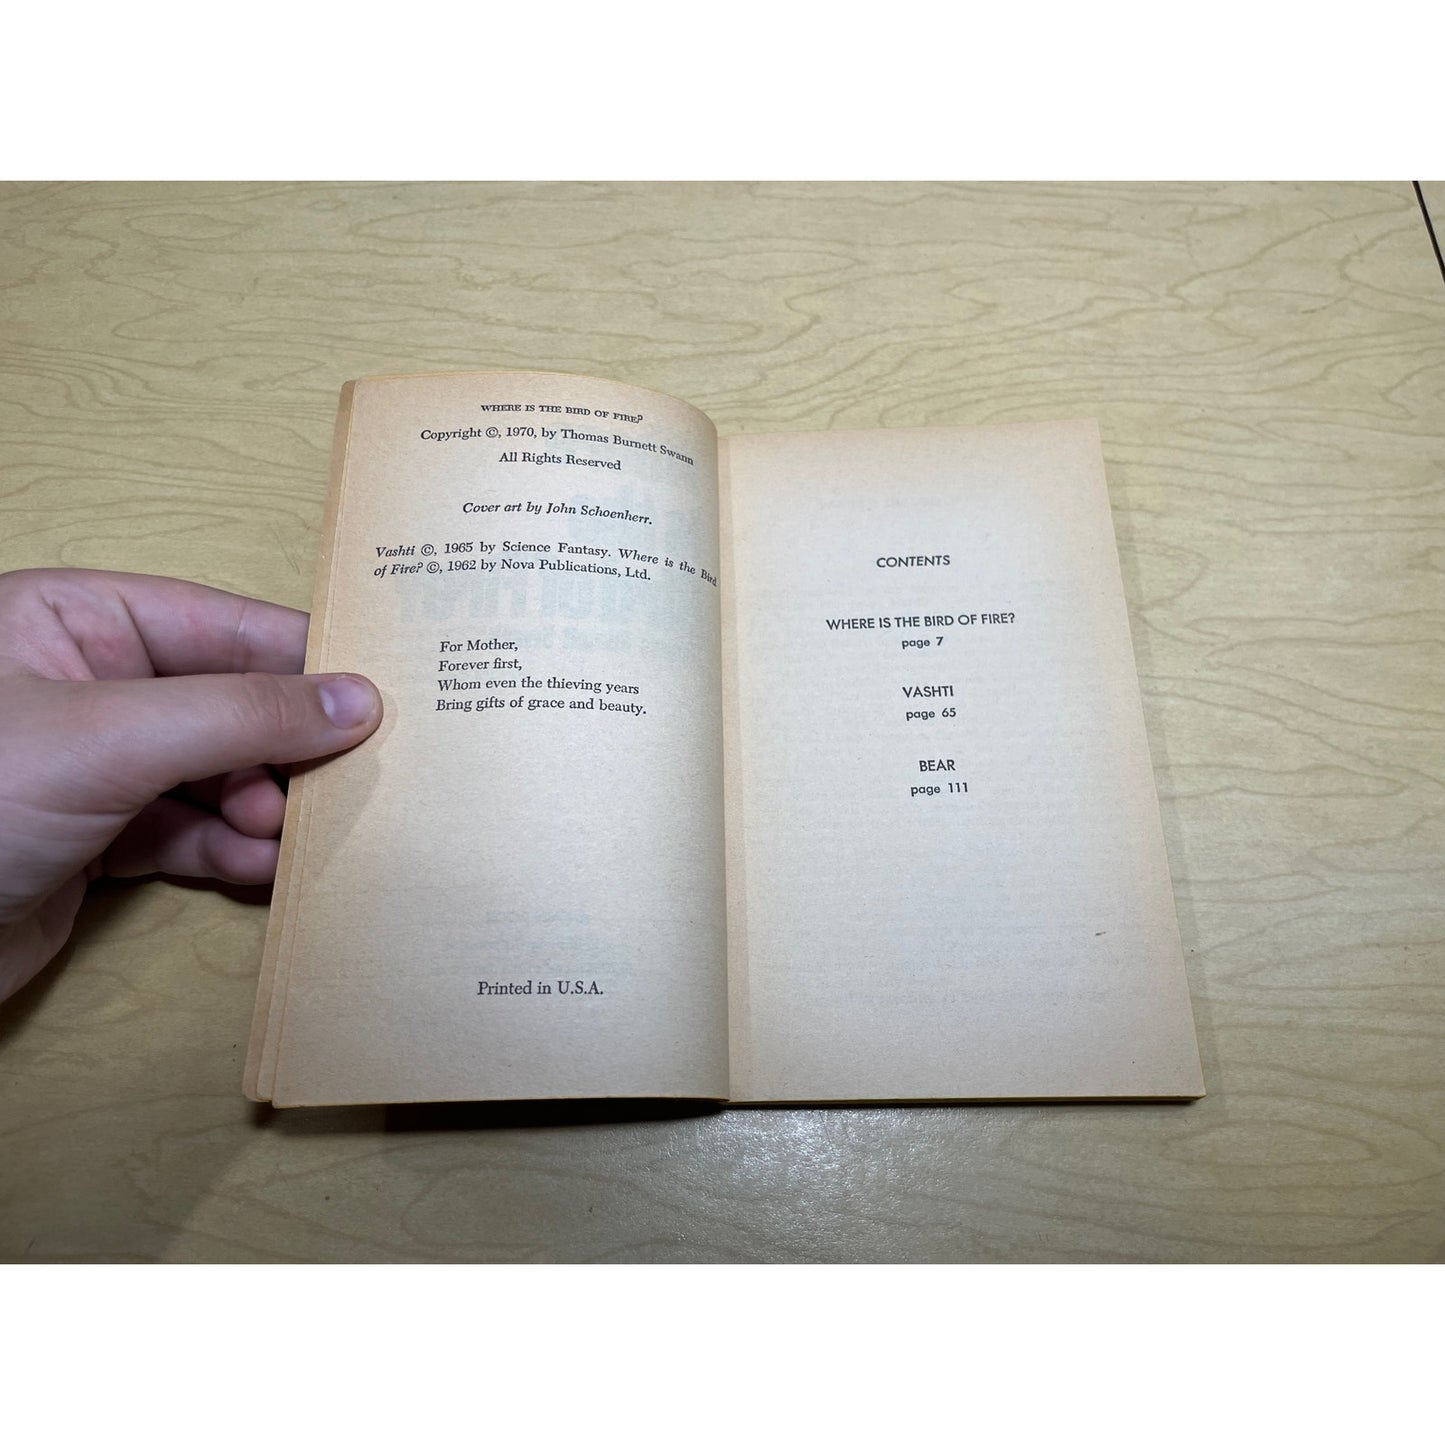 WHERE IS THE BIRD OF FIRE?
Copyright ©, 1970, by Thomas Burnett Swann
All Rights Reserved
Cover art by John Schoenherr.
Vashti ©, 1965 by Science Fantasy. Where is the Bird
of Fire? ©, 1962 by Nova Publications, Ltd.
For Mother,
Forever first,
Whom even the thieving years
Bring gifts of grace and beauty.
Printed in U.S.A.
CONTENTS
WHERE IS THE BIRD OF FIRE?
page 7
VASHTI
page 65
BEAR
page 111